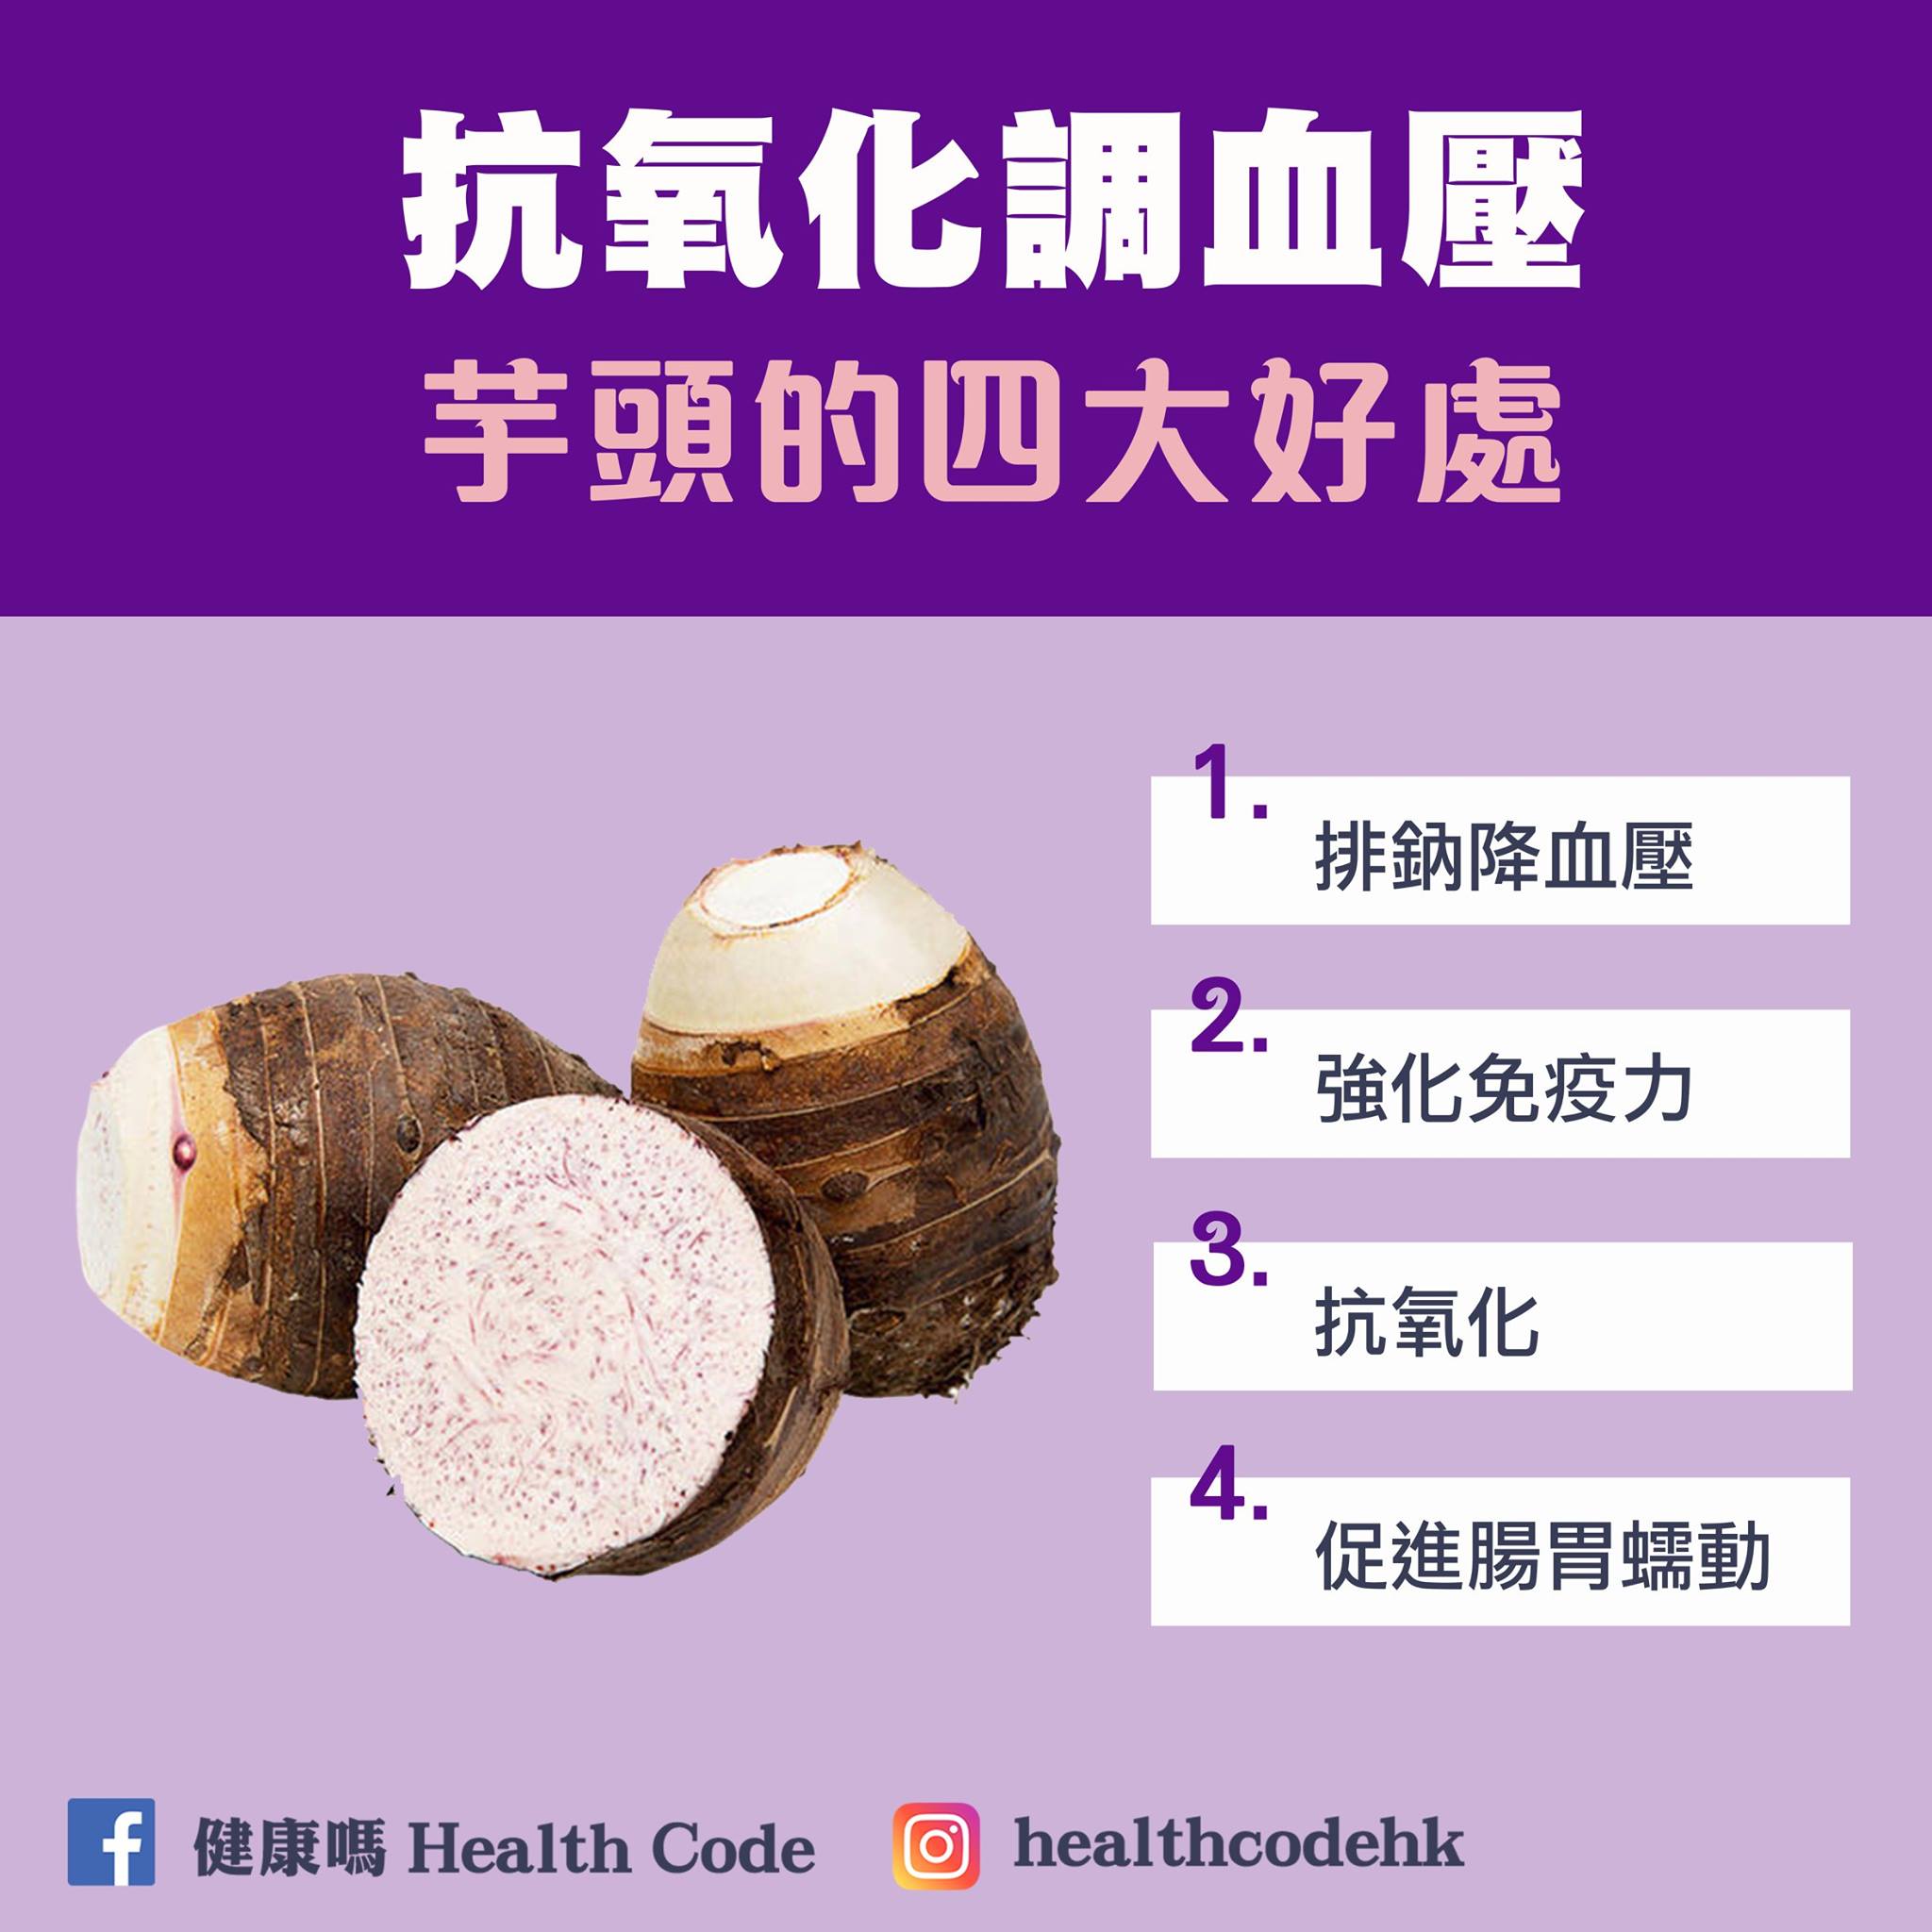 抗氧化調血壓
芋頭的四大好處
1.
排鈉降血壓
2.
強化免疫力
3.
抗氧化
4.
促進腸胃蠕動
健康嗎 Health Code
healthcodehk